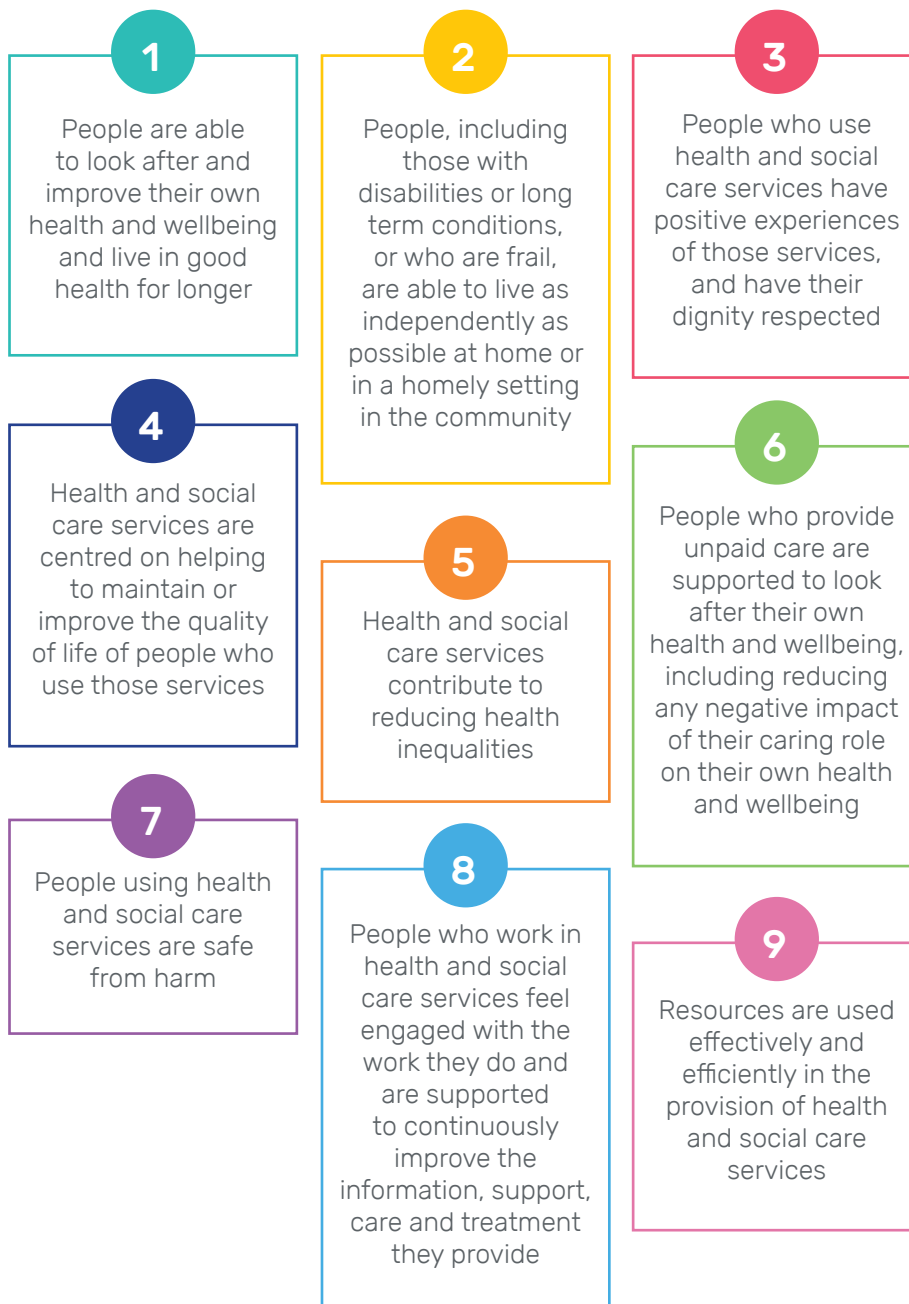 1
People are able
to look after and
improve their own
health and wellbeing
and live in good
health for longer
2
People, including
those with
disabilities or long
term conditions,
or who are frail,
are able to live as
independently as
possible at home or
in a homely setting
in the community
3
People who use
health and social
care services have
positive experiences
of those services,
and have their
dignity respected
4
Health and social
care services are
centred on helping
to maintain or
improve the quality
of life of people who
use those services
5
Health and social
care services
contribute to
reducing health
inequalities
6
People who provide
unpaid care are
supported to look
after their own
health and wellbeing,
including reducing
any negative impact
of their caring role
on their own health
and wellbeing
7
People using health
and social care
services are safe
from harm
8
People who work in
health and social
care services feel
engaged with the
work they do and
are supported
to continuously
improve the
information, support,
care and treatment
they provide
9
Resources are used
effectively and
efficiently in the
provision of health
and social care
services